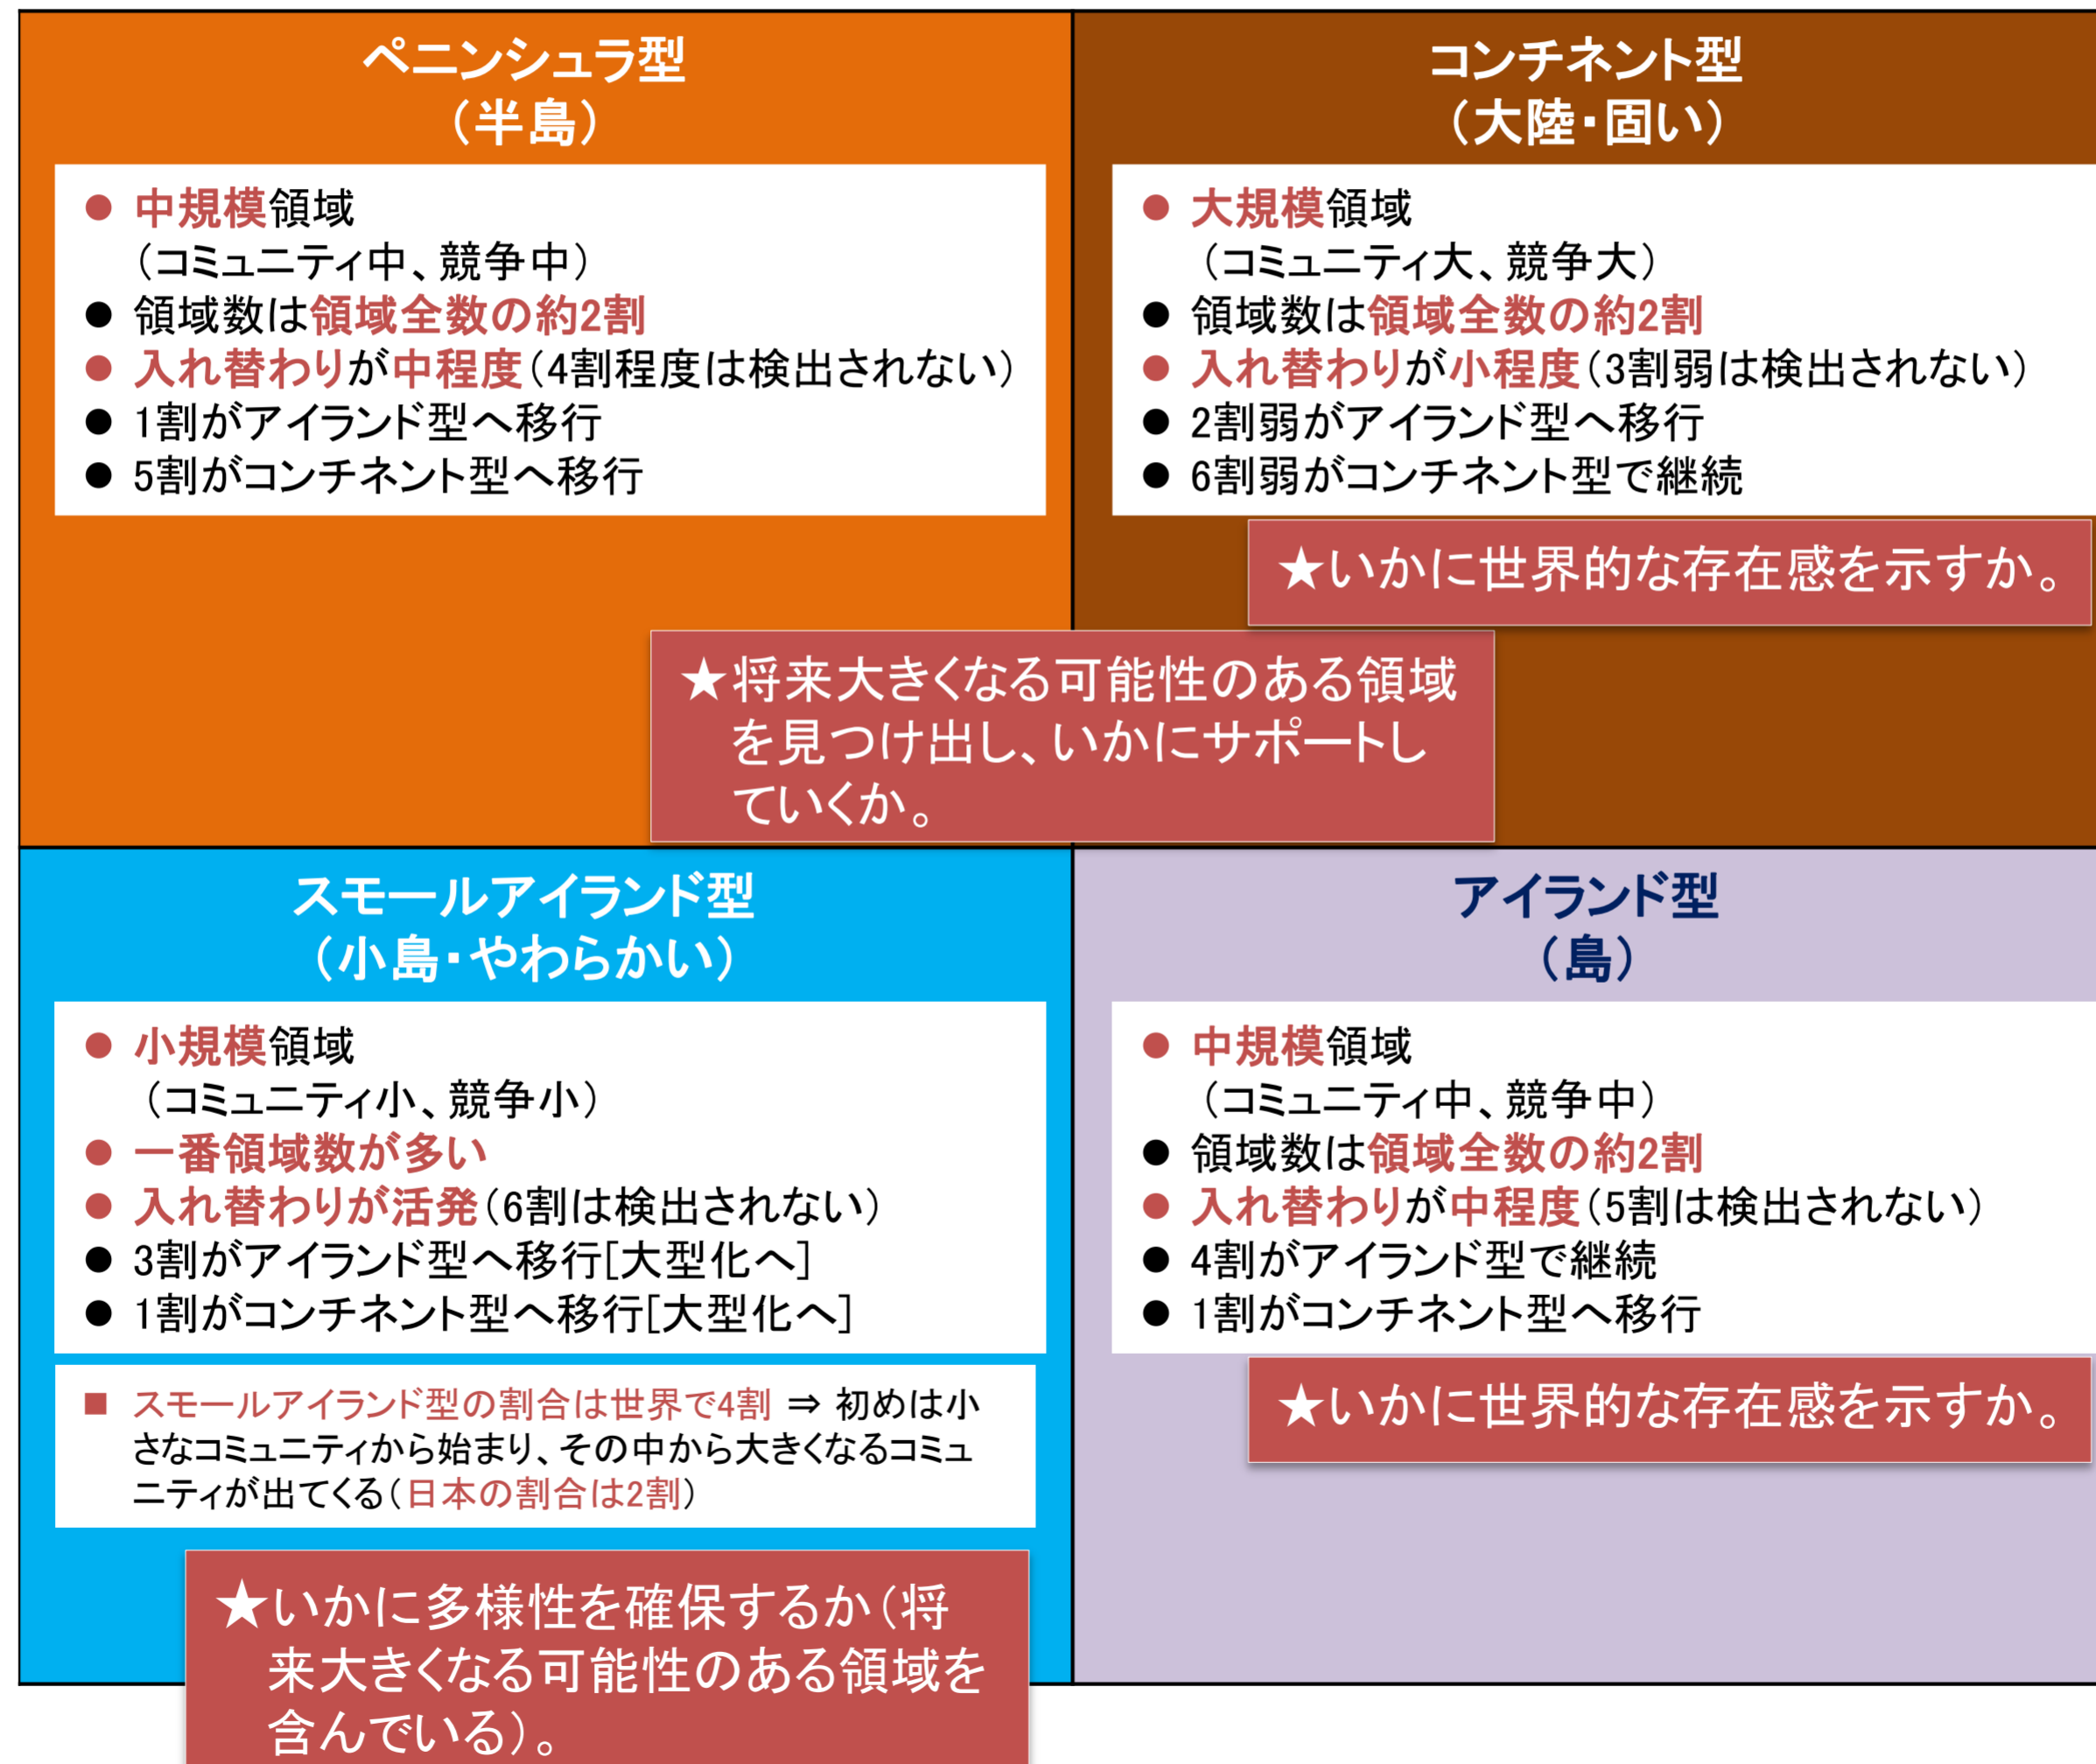 ペニンシュラ型
（半島）
● 中規模領域
（コミュニティ中、競争中）
● 領域数は領域全数の約2割
● 入れ替わりが中程度（4割程度は検出されない）
● 1割がアイランド型へ移行
● 5割がコンチネント型へ移行
コンチネント型
（大陸・固い）
● 大規模領域
（コミュニティ大、競争大）
● 領域数は領域全数の約2割
● 入れ替わりが小程度（3割弱は検出されない）
● 2割弱がアイランド型へ移行
● 6割弱がコンチネント型で継続
★いかに世界的な存在感を示すか。
★将来大きくなる可能性のある領域
を見つけ出し、いかにサポートし
ていくか。
スモールアイランド型
（小島・やわらかい）
● 小規模領域
（コミュニティ小、競争小）
● 一番領域数が多い
● 入れ替わりが活発（6割は検出されない）
● 3割がアイランド型へ移行[大型化へ]
● 1割がコンチネント型へ移行[大型化へ]
■ スモールアイランド型の割合は世界で4割 ⇒ 初めは小
さなコミュニティから始まり、その中から大きくなるコミュ
ニティが出てくる（日本の割合は2割）
★いかに多様性を確保するか（将
来大きくなる可能性のある領域を
含んでいる）。
アイランド型
（島）
● 中規模領域
（コミュニティ中、競争中）
● 領域数は領域全数の約2割
● 入れ替わりが中程度（5割は検出されない）
● 4割がアイランド型で継続
● 1割がコンチネント型へ移行
★いかに世界的な存在感を示すか。